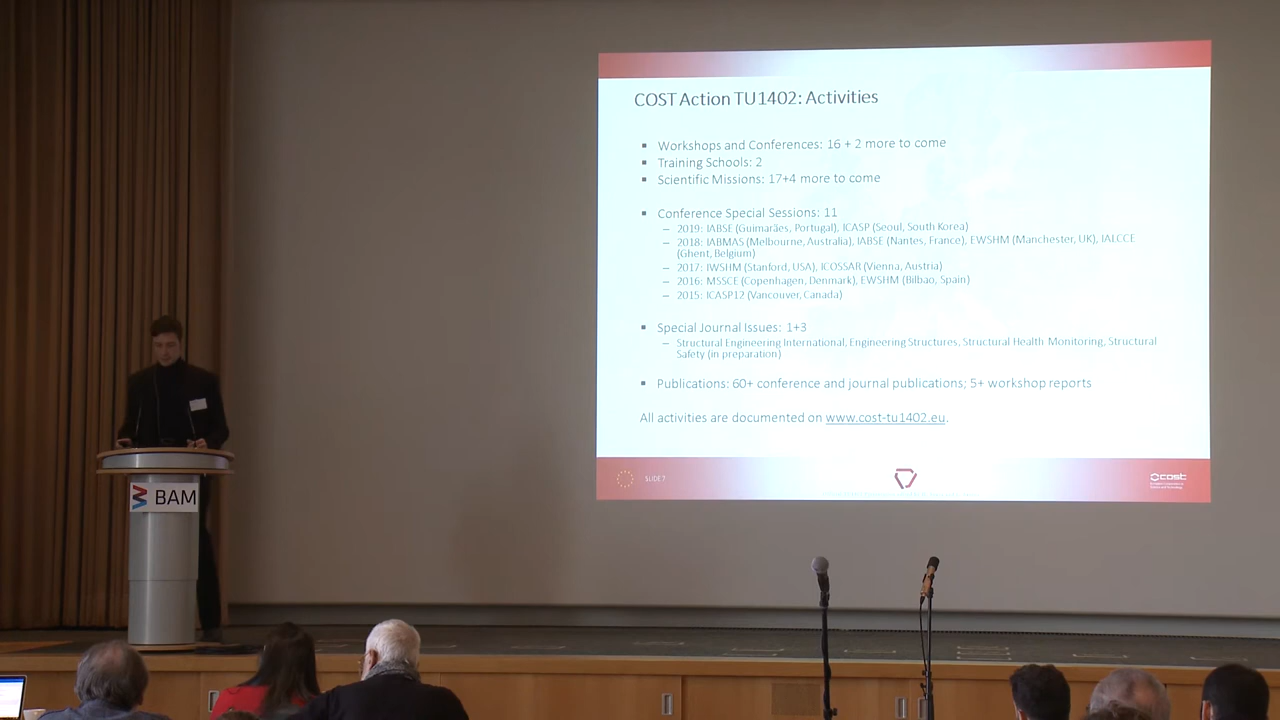 COST Action TU1402: Activities
▪ Workshops and Conferences: 16 + 2 more to come
▪ Training Schools: 2
▪ Scientific Missions: 17+4 more to come
▪ Conference Special Sessions: 11
– 2019: IABSE (Guimarães, Portugal), ICASP (Seoul, South Korea)
– 2018: IABMAS (Melbourne, Australia), IABSE (Nantes, France), EWSHM (Manchester, UK), IALCCE
(Ghent, Belgium)
– 2017: IWSHM (Stanford, USA), ICOSSAR (Vienna, Austria)
– 2016: MSSCE (Copenhagen, Denmark), EWSHM (Bilbao, Spain)
– 2015: ICASP12 (Vancouver, Canada)
▪ Special Journal Issues: 1+3
– Structural Engineering International, Engineering Structures, Structural Health Monitoring, Structural
Safety (in preparation)
▪ Publications: 60+ conference and journal publications; 5+ workshop reports
All activities are documented on www.cost-tu1402.eu.
SLIDE 7
cost
BAM